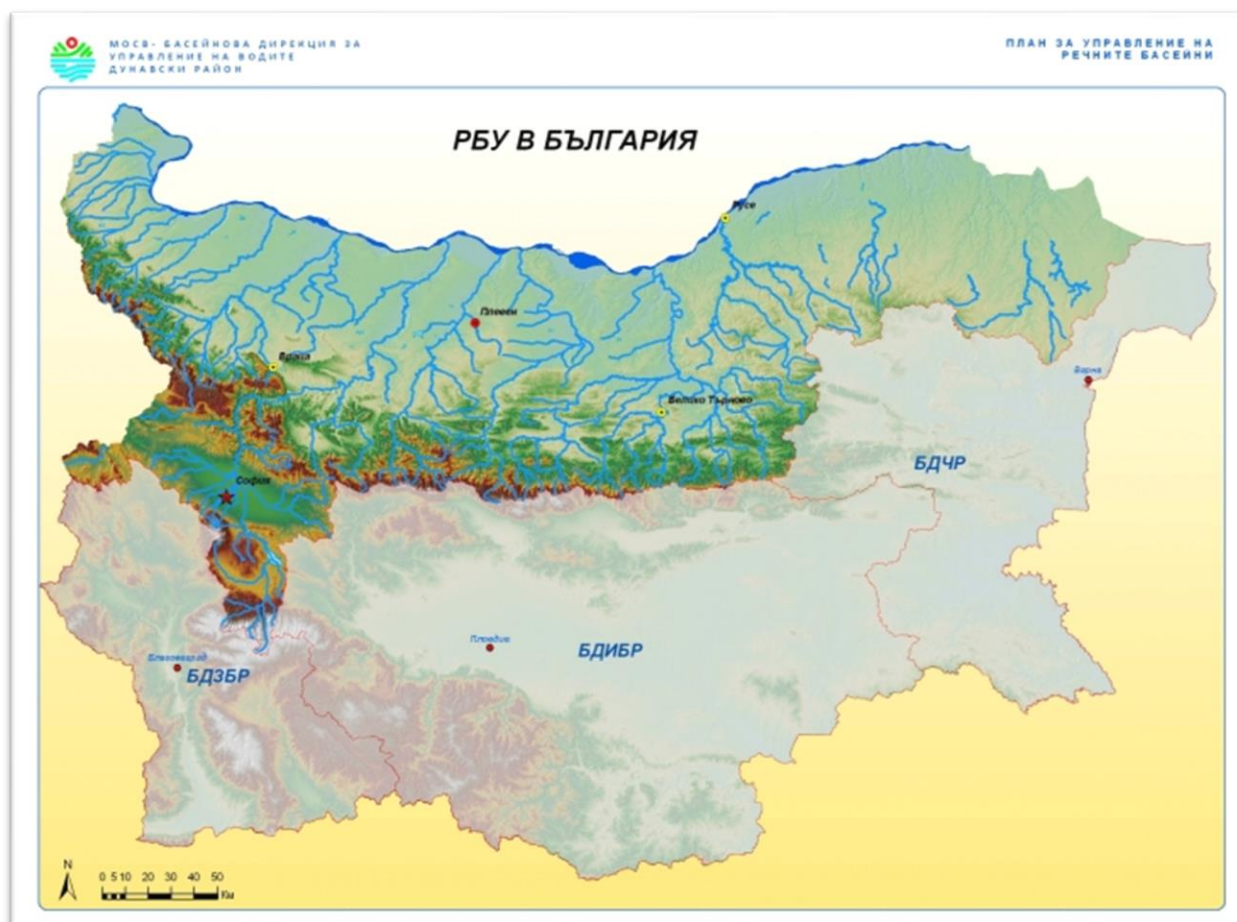 МОСВ- БАСЕЙНОВА ДИРЕКЦИЯ ЗА
УПРАВЛЕНИЕ НА ВОДИТЕ
ДУНАВСКИ РАЙОН
ПЛАН ЗА УПРАВЛЕНИЕ НА
РЕЧНИТЕ БАСЕЙНИ
РБУ В БЪЛГАРИЯ
Русе
Плевен
Враца
Варна
Велико Търново
БДЧР
София
Пловдив
БДИБР
Благоевград
БДЗБР
N
0 5 10 20 30 40 50
Км